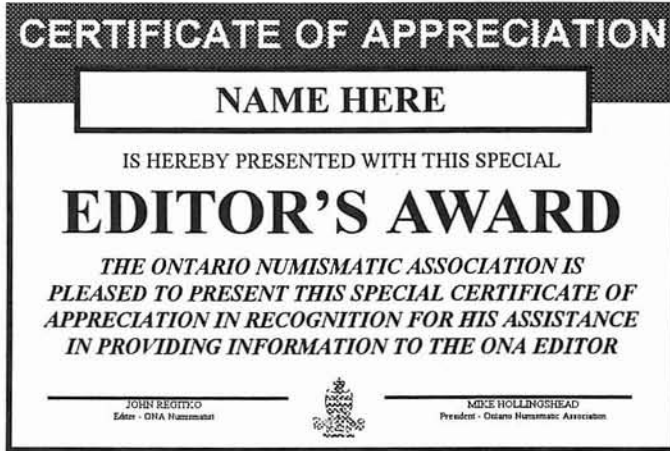 CERTIFICATE OF APPRECIATION
NAME HERE
IS HEREBY PRESENTED WITH THIS SPECIAL
EDITOR'S AWARD
THE ONTARIO NUMISMATIC ASSOCIATION IS
PLEASED TO PRESENT THIS SPECIAL CERTIFICATE OF
APPRECIATION IN RECOGNITION FOR HIS ASSISTANCE
IN PROVIDING INFORMATION TO THE ONA EDITOR
JOHN REGITKO
Editor - ONA Numismatist
MIKE HOLLINGSHEAD
President - Ontario Numismatic Association